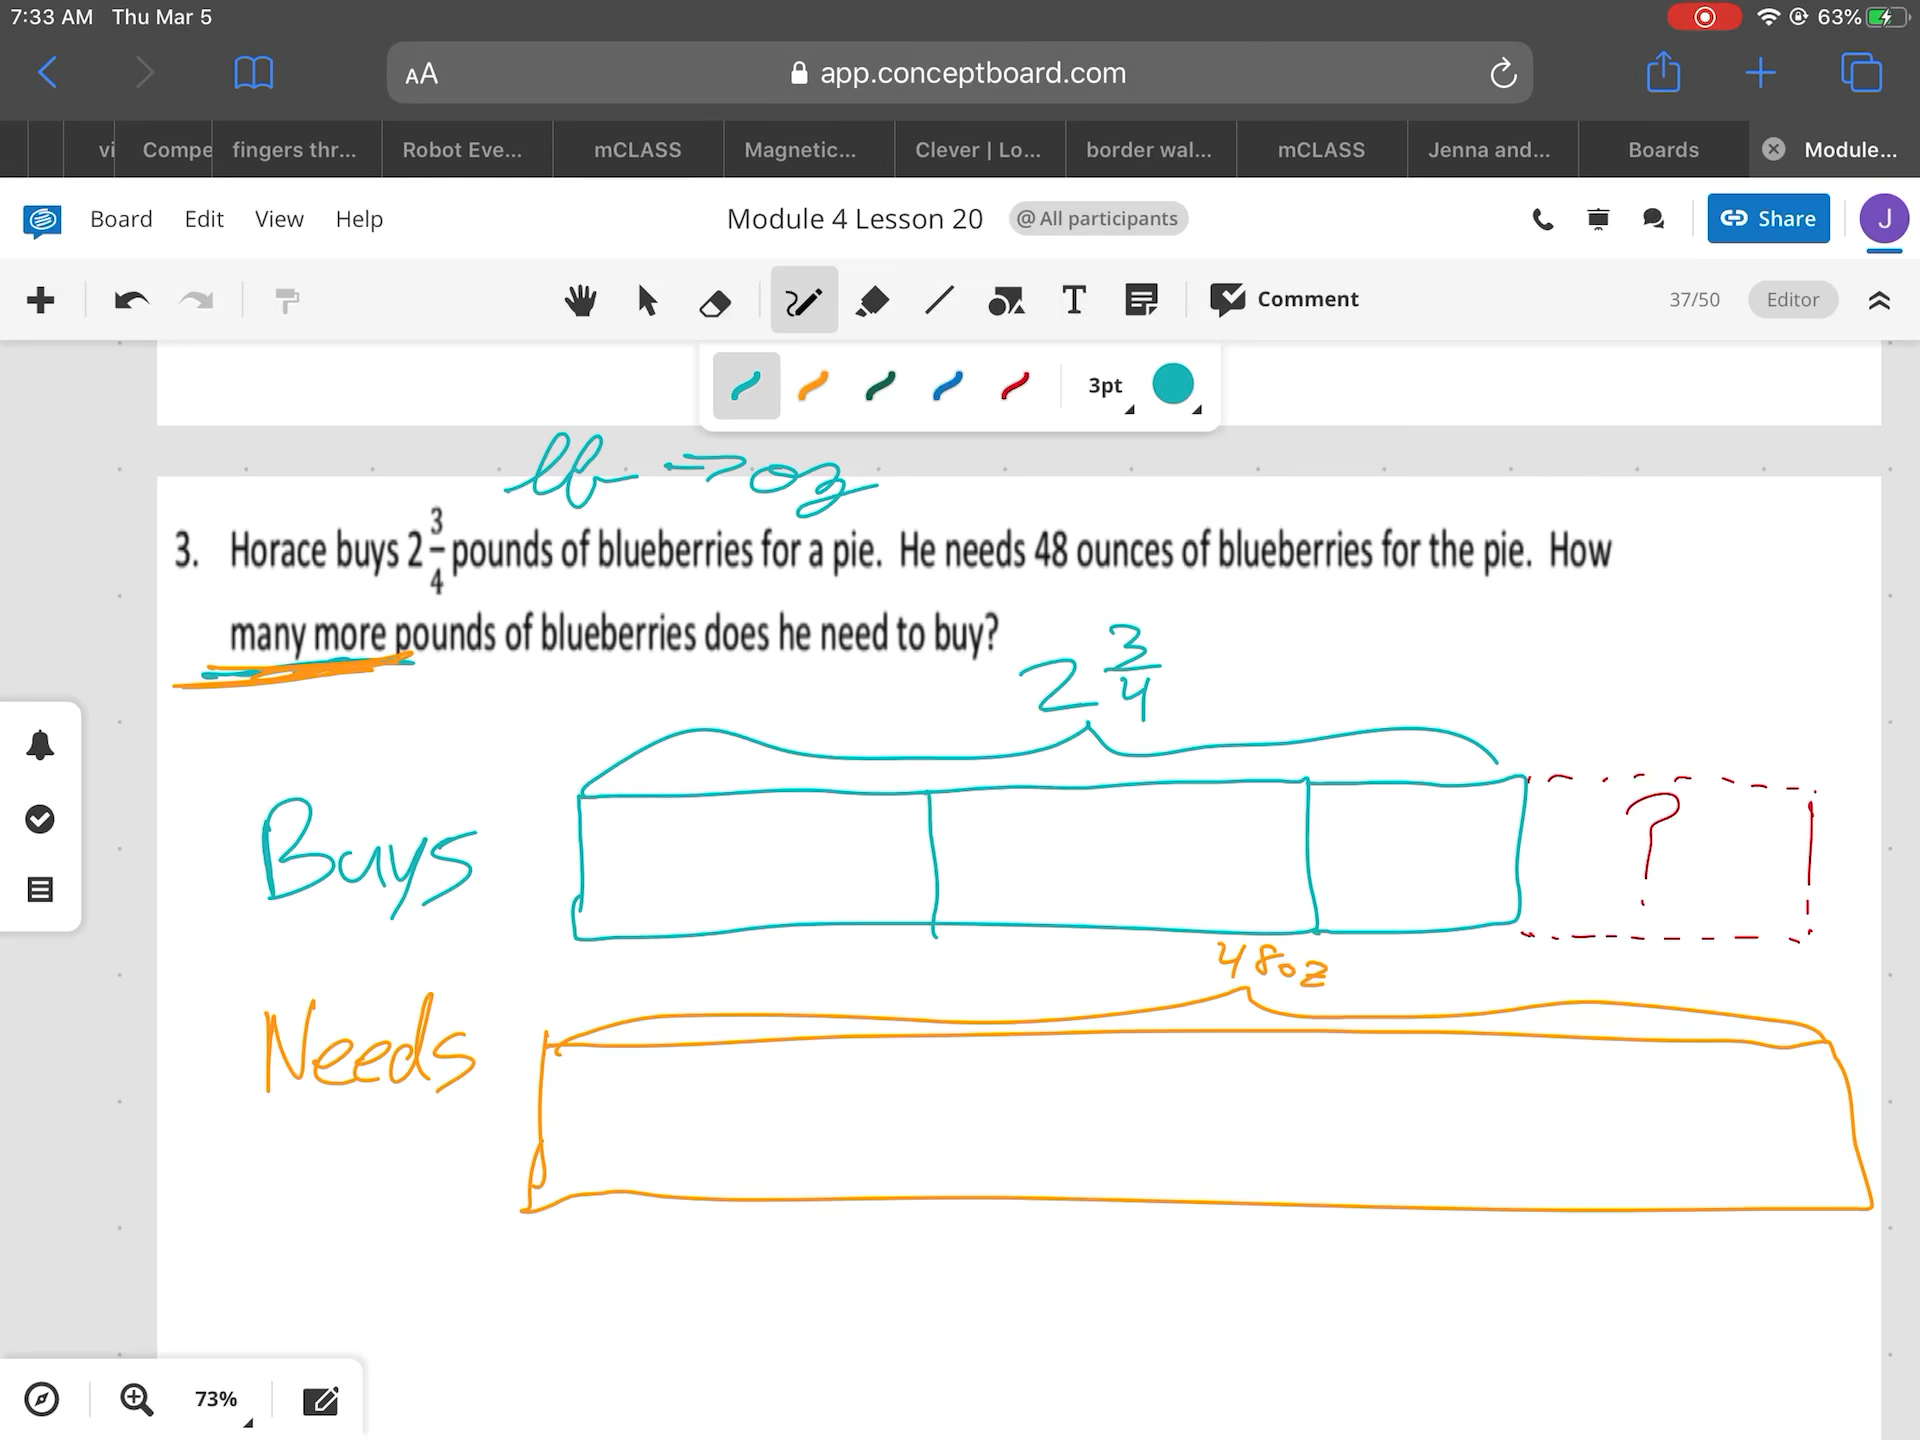 7:33 AM Thu Mar 5 63%
AA app.conceptboard.com
vi Compe fingers thr... Robot Eve... mCLASS Magnetic... Clever | Lo... border wal... mCLASS Jenna and... Boards Module...
Board Edit View Help Module 4 Lesson 20 @ All participants Share J
T Comment 37/50 Editor
3pt
lb → oz
3. Horace buys 2 3/4 pounds of blueberries for a pie. He needs 48 ounces of blueberries for the pie. How
many more pounds of blueberries does he need to buy?
2 3/4
Buys ?
48oz
Needs
73%